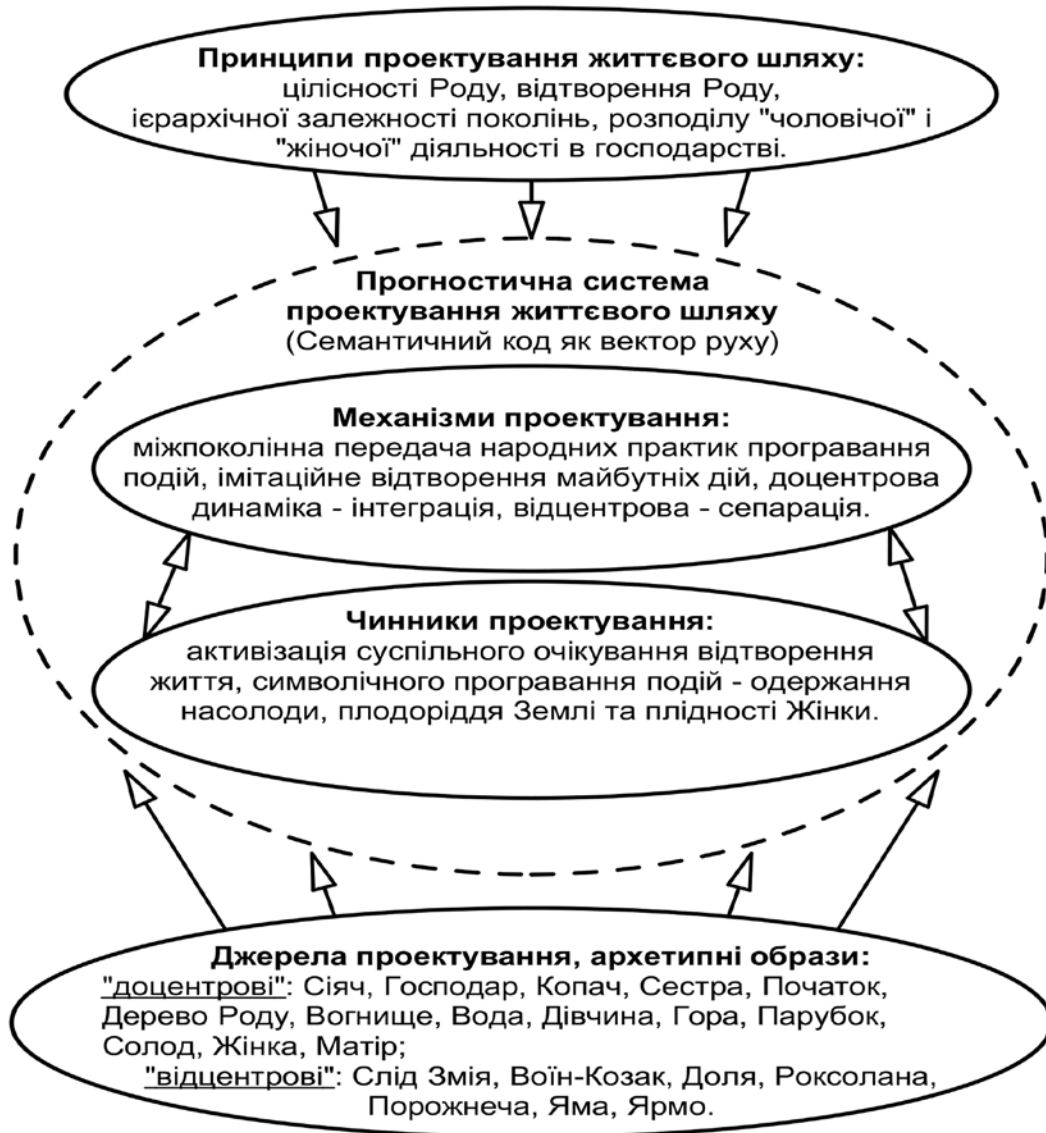 Принципи проектування життєвого шляху:
цілісності Роду, відтворення Роду,
ієрархічної залежності поколінь, розподілу "чоловічої" і
"жіночої" діяльності в господарстві.
Прогностична система
проектування життєвого шляху
(Семантичний код як вектор руху)
Механізми проектування:
міжпоколінна передача народних практик програвання
подій, імітаційне відтворення майбутніх дій, доцентрова
динаміка - інтеграція, відцентрова - сепарація.
Чинники проектування:
активізація суспільного очікування відтворення
життя, символічного програвання подій - одержання
насолоди, плодоріддя Землі та плідності Жінки.
Джерела проектування, архетипні образи:
"доцентрові": Сіяч, Господар, Копач, Сестра, Початок,
Дерево Роду, Вогнище, Вода, Дівчина, Гора, Парубок,
Солод, Жінка, Матір;
"відцентрові": Слід Змія, Воїн-Козак, Доля, Роксолана,
Порожнеча, Яма, Ярмо.